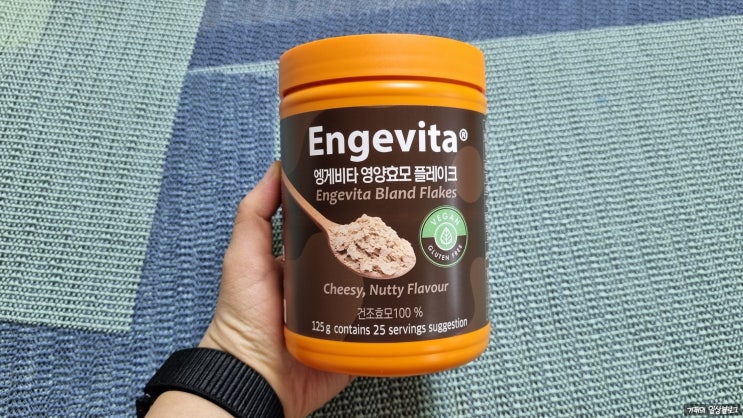 Engevita®
엥게비타 영양효모 플레이크
Engevita Bland Flakes
VEGAN
GLUTEN FREE
Cheesy, Nutty Flavour
건조효모100 %
125 g contains 25 servings suggestion